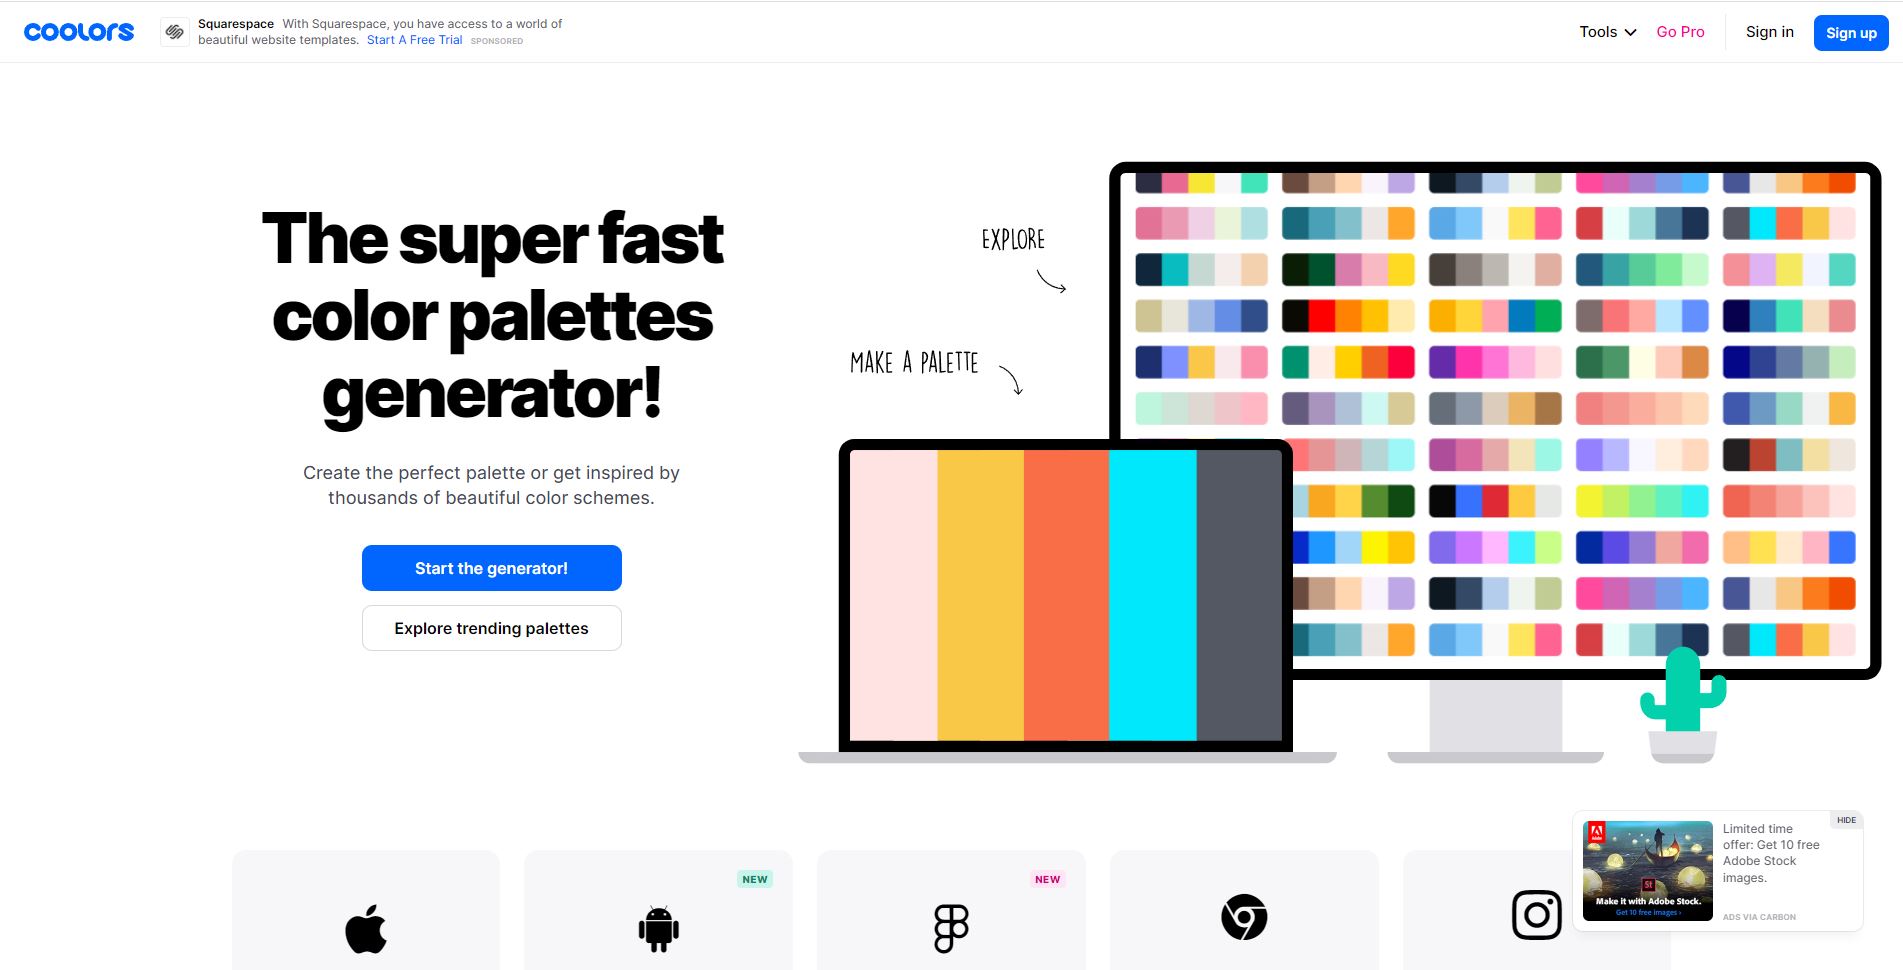 coolors
Squarespace With Squarespace, you have access to a world of
beautiful website templates. Start A Free Trial SPONSORED
Tools
Go Pro
Sign in
Sign up
The super fast
color palettes
generator!
Create the perfect palette or get inspired by
thousands of beautiful color schemes.
Start the generator!
Explore trending palettes
EXPLORE
MAKE A PALETTE
NEW
NEW
HIDE
Adobe
St
Make it with Adobe Stock.
Get 10 free images ›
Limited time
offer: Get 10 free
Adobe Stock
images.
ADS VIA CARBON